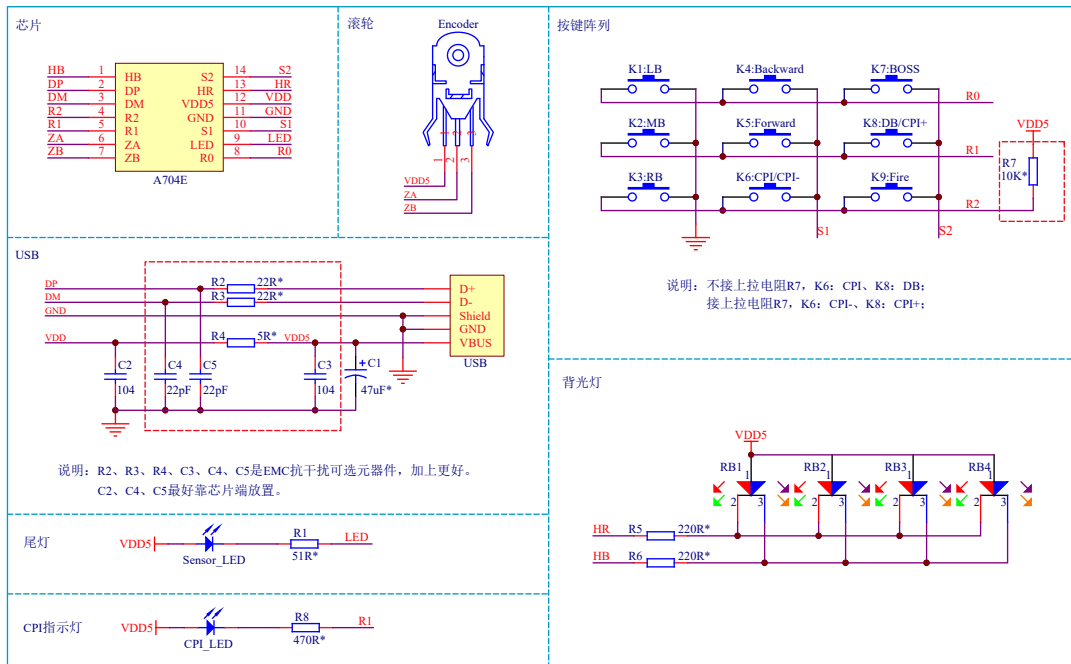 芯片
HB 1 HB S2 14 S2
DP 2 DP HR 13 HR
DM 3 DM VDD5 12 VDD
R2 4 R2 GND 11 GND
R1 5 R1 S1 10 S1
ZA 6 ZA LED 9 LED
ZB 7 ZB R0 8 R0
A704E
滚轮
Encoder
1 2 3
1 2 3
VDD5
ZA
ZB
按键阵列
K1:LB K4:Backward K7:BOSS
R0
K2:MB K5:Forward K8:DB/CPI+
R1
K3:RB K6:CPI/CPI- K9:Fire
R2
S1 S2
VDD5
R7
10K*
说明：不接上拉电阻R7，K6：CPI、K8：DB;
接上拉电阻R7，K6：CPI-、K8：CPI+;
USB
DP R2 22R* D+
DM R3 22R* D-
GND Shield
GND
VDD R4 5R* VDD5 VBUS
USB
C2 C4 C5 C3 +C1
104 22pF 22pF 104 47uF*
说明：R2、R3、R4、C3、C4、C5是EMC抗干扰可选元器件，加上更好。
C2、C4、C5最好靠芯片端放置。
尾灯
VDD5 Sensor_LED R1 51R* LED
CPI指示灯
VDD5 CPI_LED R8 470R* R1
背光灯
VDD5
RB1 1 RB2 1 RB3 1 RB4 1
2 3 2 3 2 3 2 3
HR R5 220R*
HB R6 220R*